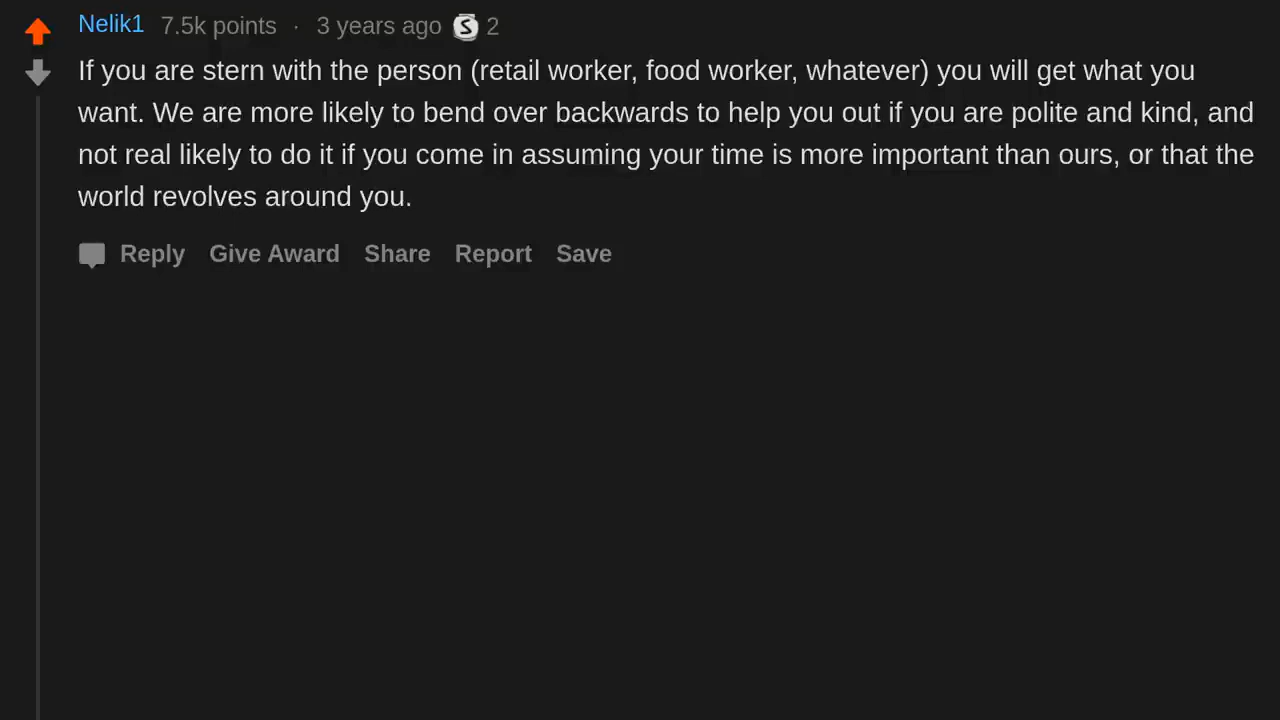 Nelik1 7.5k points · 3 years ago S 2
If you are stern with the person (retail worker, food worker, whatever) you will get what you
want. We are more likely to bend over backwards to help you out if you are polite and kind, and
not real likely to do it if you come in assuming your time is more important than ours, or that the
world revolves around you.
Reply Give Award Share Report Save